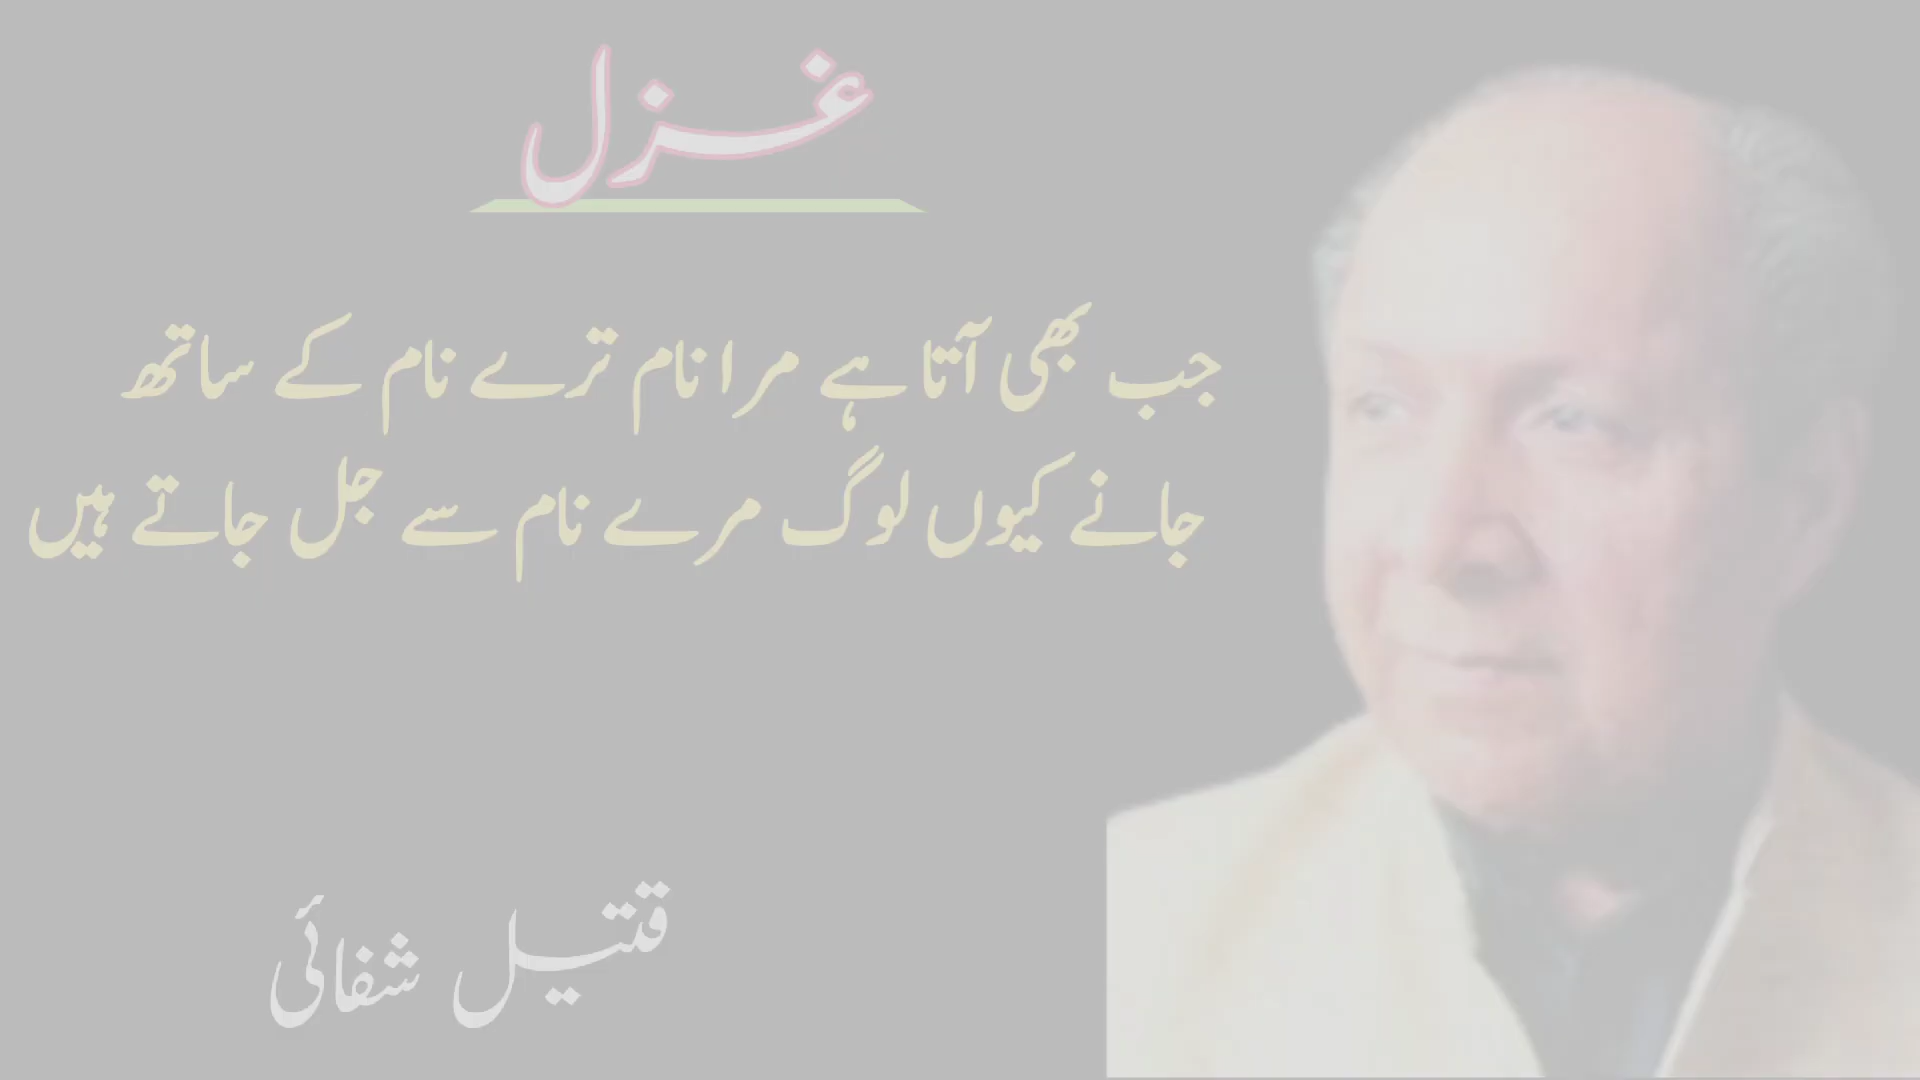 غزل
جب بھی آتا ہے مرا نام ترے نام کے ساتھ
جانے کیوں لوگ مرے نام سے جل جاتے ہیں
قتیل شفائی